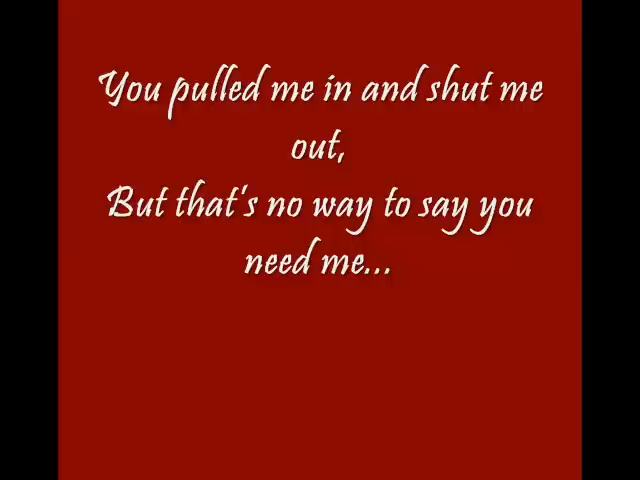 You pulled me in and shut me
out,
But that's no way to say you
need me...